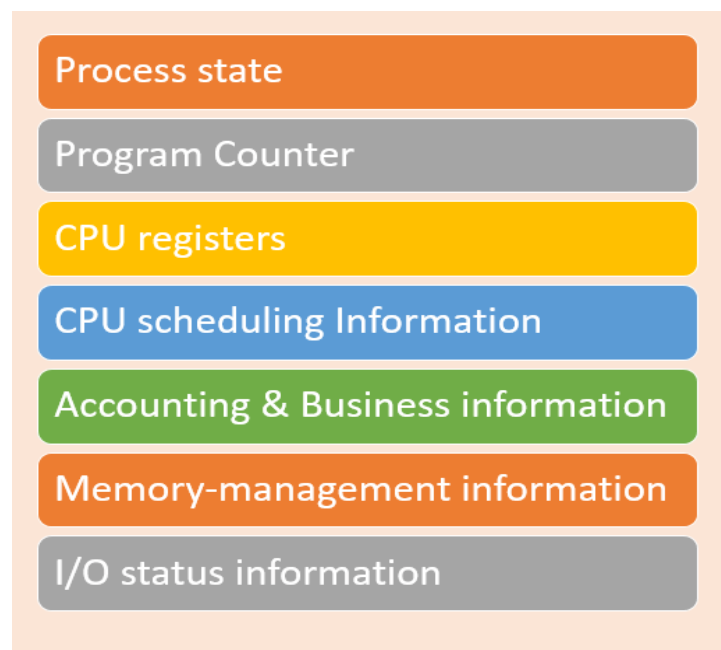 Process state
Program Counter
CPU registers
CPU scheduling Information
Accounting & Business information
Memory-management information
I/O status information